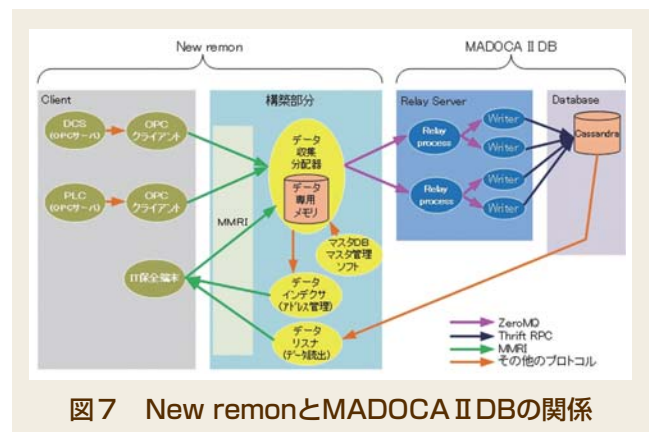 New remon
MADOCA Ⅱ DB
Client
構築部分
Relay Server
Database
DCS
(OPCサーバ)
OPC
クライアント
データ
収集
分配器
データ
専用
メモリ
Relay
process
Writer
Writer
Cassandra
PLC
(OPCサーバ)
OPC
クライアント
MMRI
Relay
process
Writer
Writer
マスタDB
マスタ管理
ソフト
IT保全端末
データ
インデクサ
(アドレス管理)
データ
リスナ
(データ読出)
ZeroMQ
Thrift RPC
MMRI
その他のプロトコル
図7 New remonとMADOCAⅡDBの関係